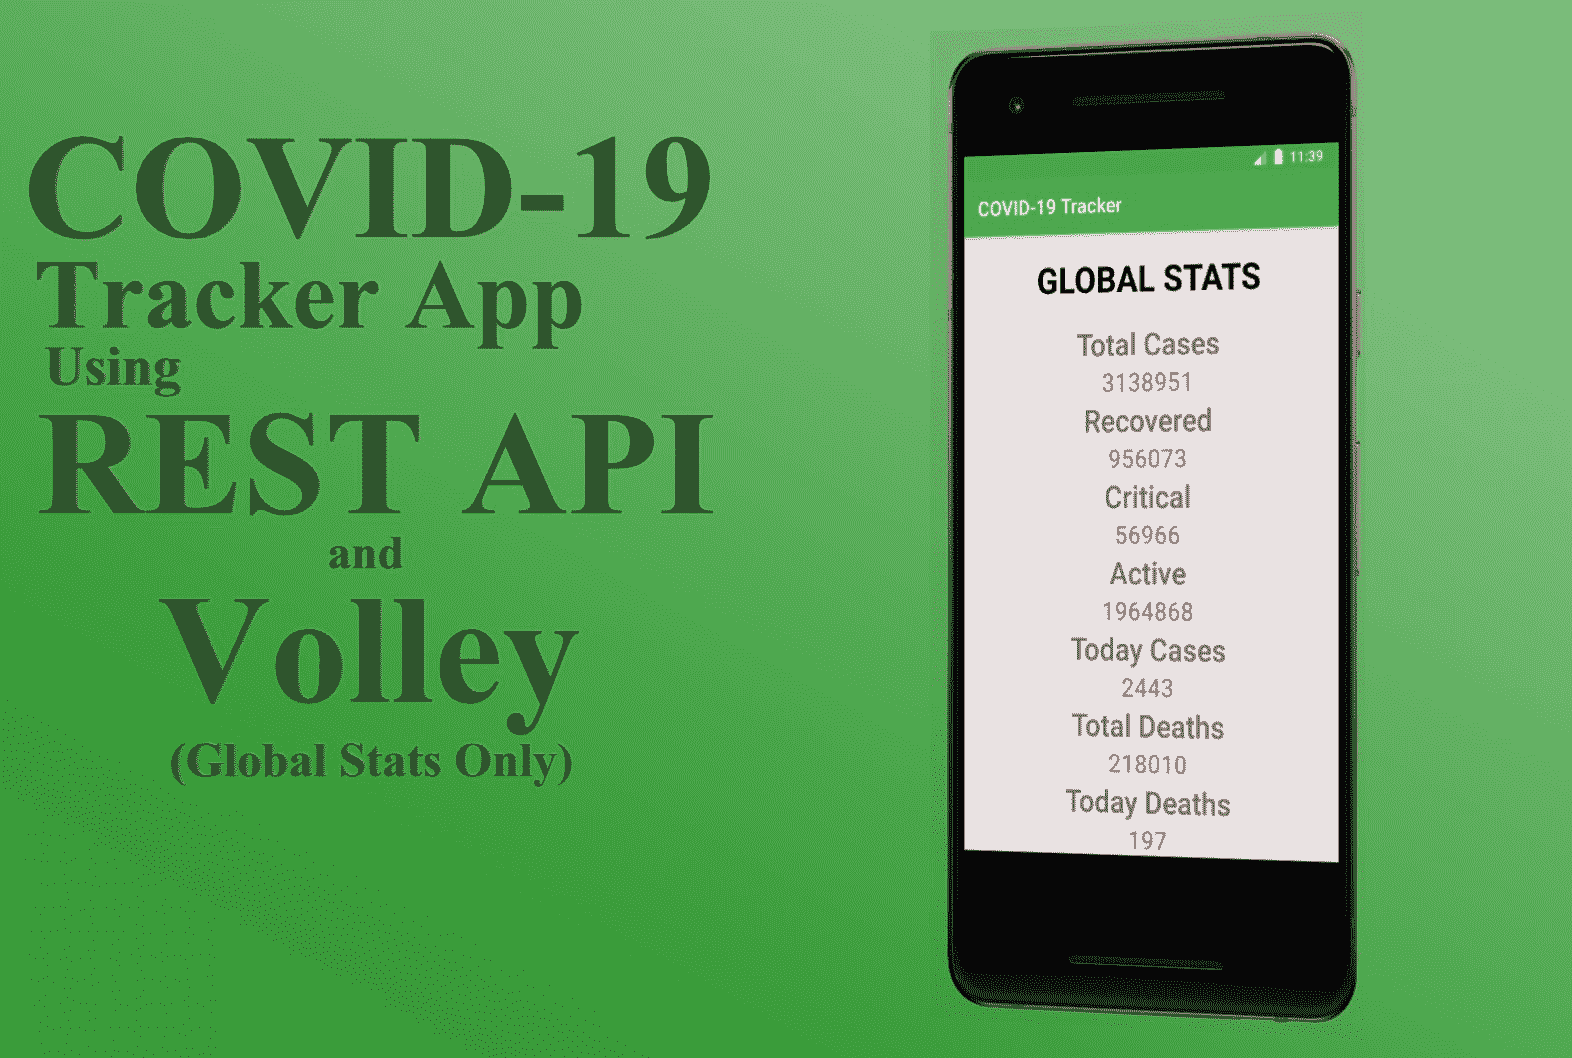 COVID-19
Tracker App
Using
REST API
and
Volley
(Global Stats Only)
11:39
COVID-19 Tracker
GLOBAL STATS
Total Cases
3138951
Recovered
956073
Critical
56966
Active
1964868
Today Cases
2443
Total Deaths
218010
Today Deaths
197